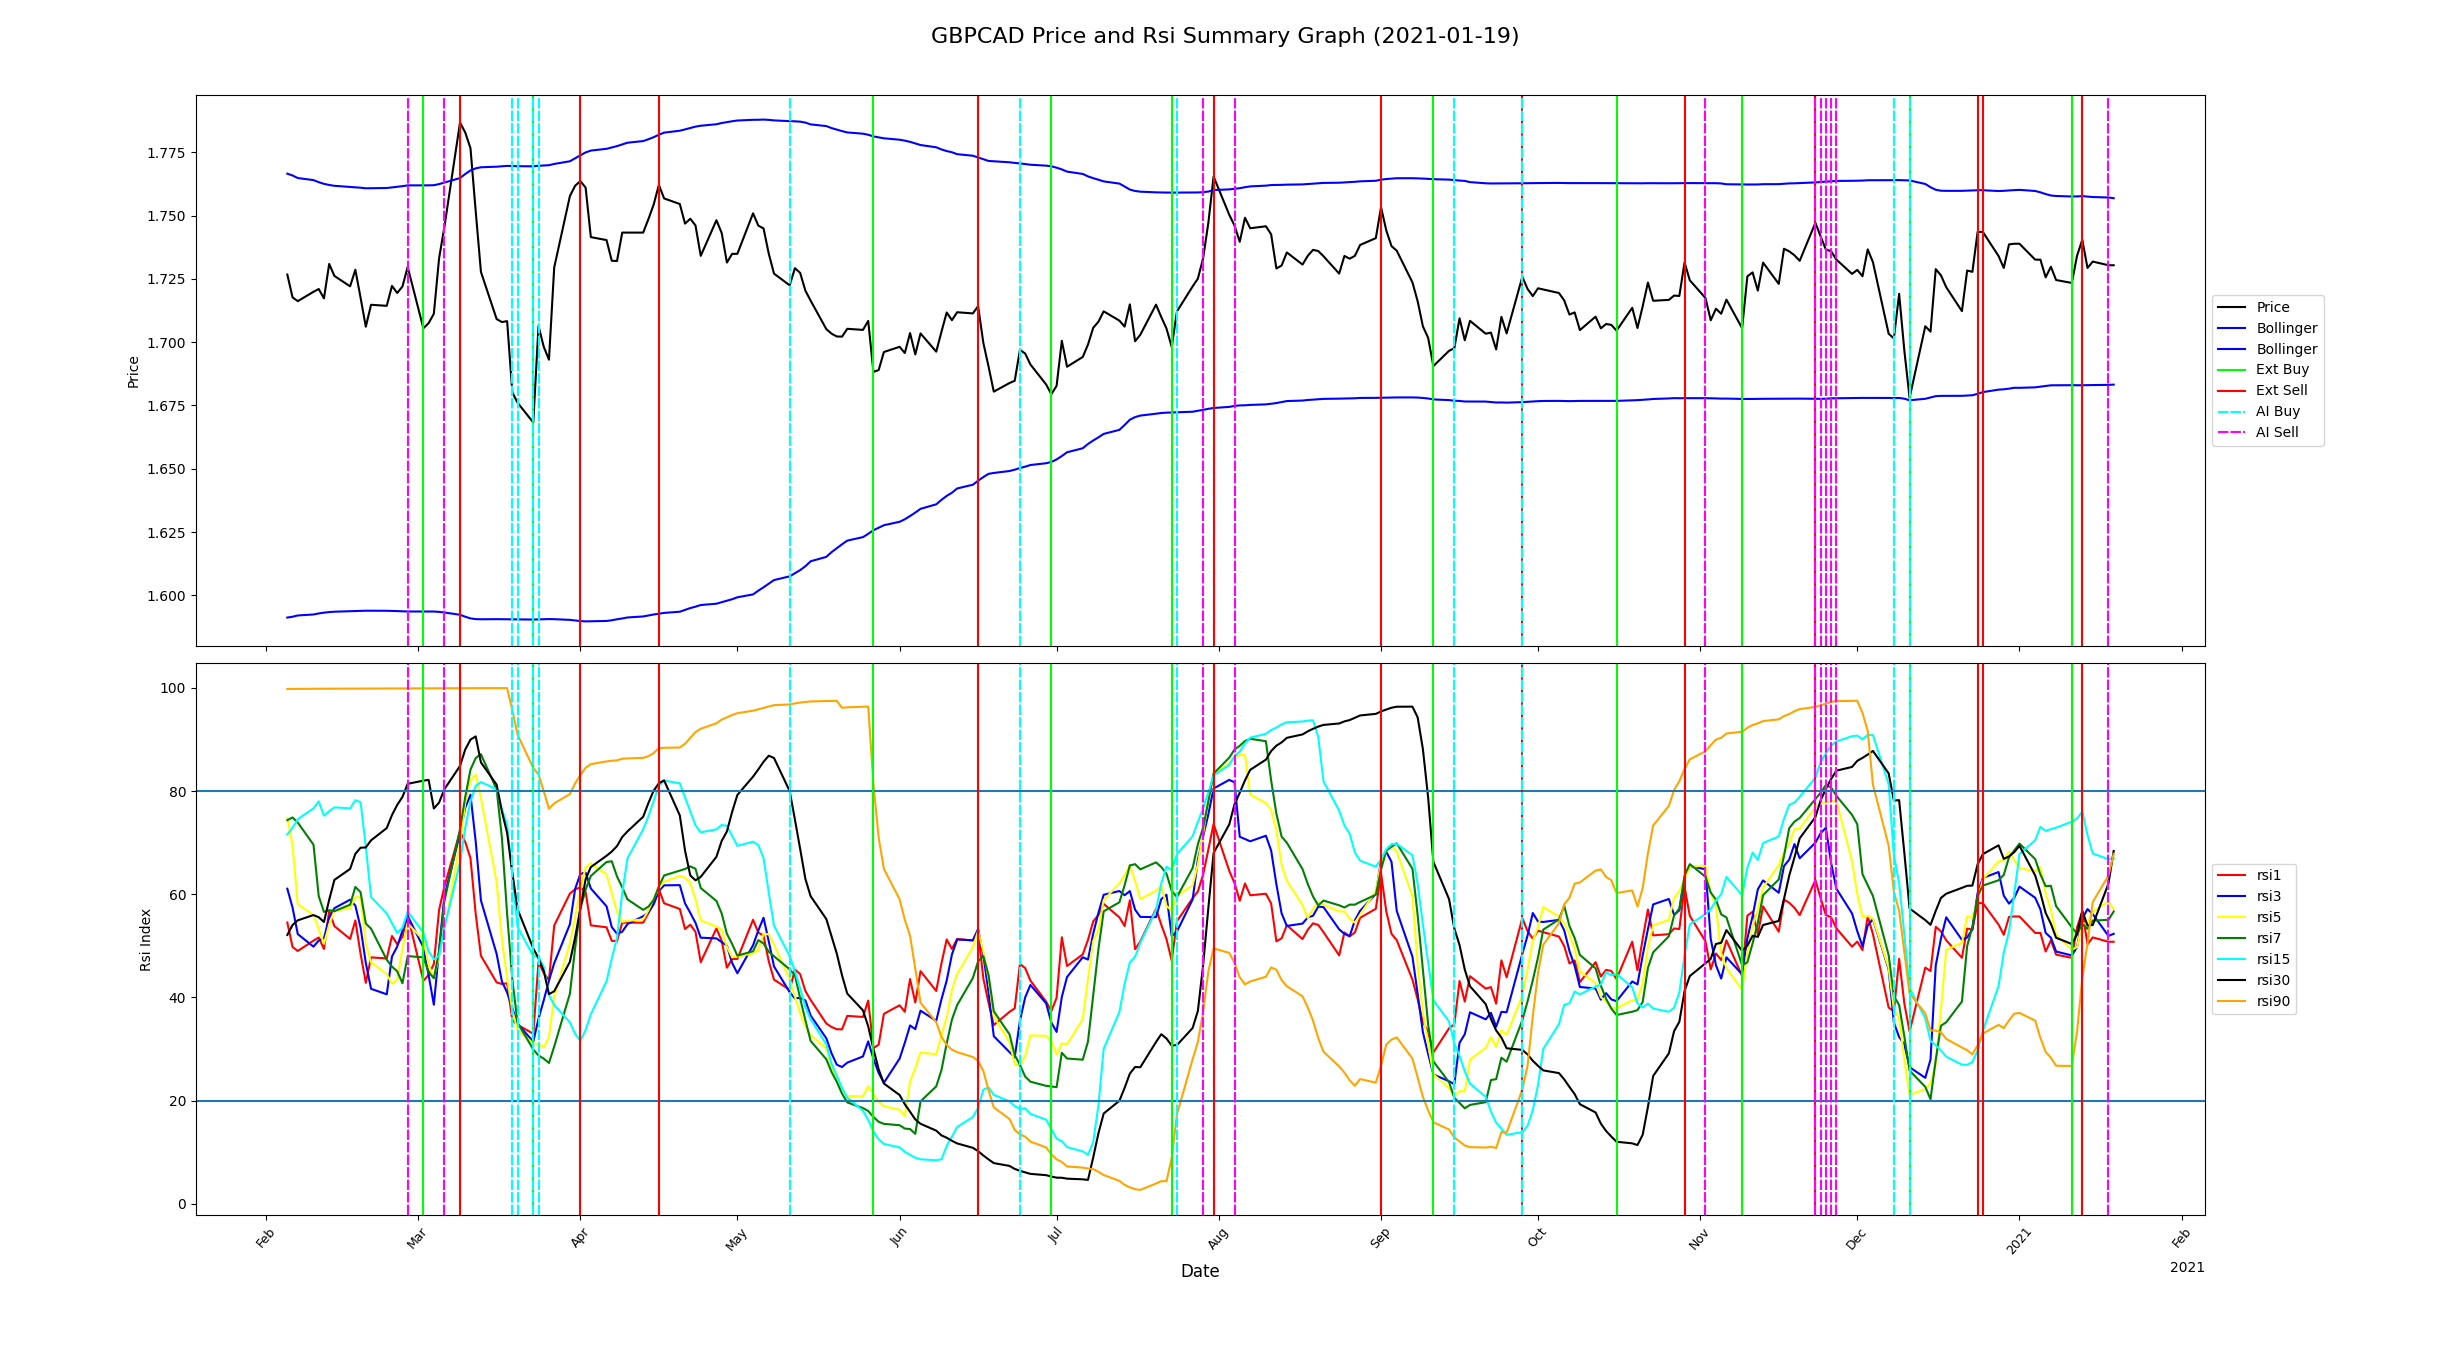 GBPCAD Price and Rsi Summary Graph (2021-01-19)
Price
1.775
1.750
1.725
1.700
1.675
1.650
1.625
1.600
Price
Bollinger
Bollinger
Ext Buy
Ext Sell
AI Buy
AI Sell
Rsi Index
100
80
60
40
20
0
rsi1
rsi3
rsi5
rsi7
rsi15
rsi30
rsi90
Feb
Mar
Apr
May
Jun
Jul
Aug
Sep
Oct
Nov
Dec
2021
Feb
2021
Date